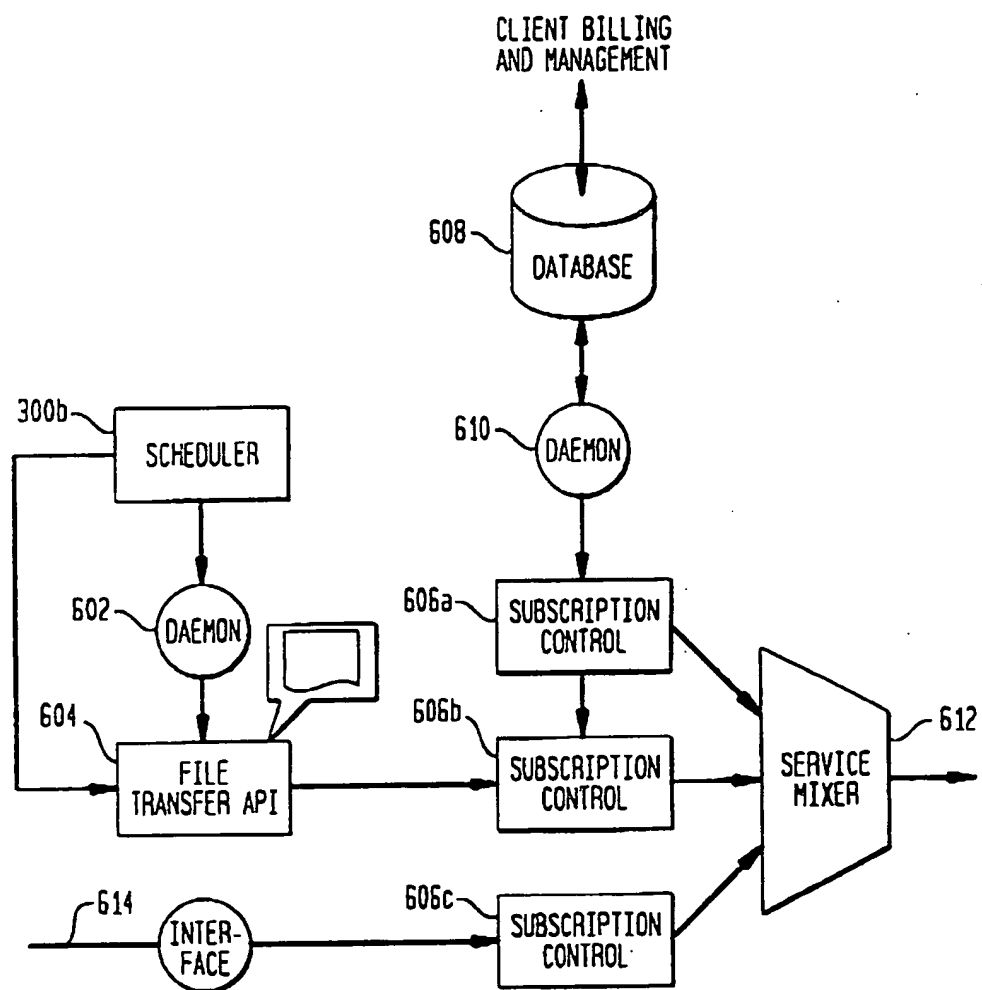 CLIENT BILLING
AND MANAGEMENT
608
DATABASE
300b
SCHEDULER
610
DAEMON
602
DAEMON
606a
SUBSCRIPTION
CONTROL
604
FILE
TRANSFER API
606b
SUBSCRIPTION
CONTROL
612
SERVICE
MIXER
614
INTER-
FACE
606c
SUBSCRIPTION
CONTROL